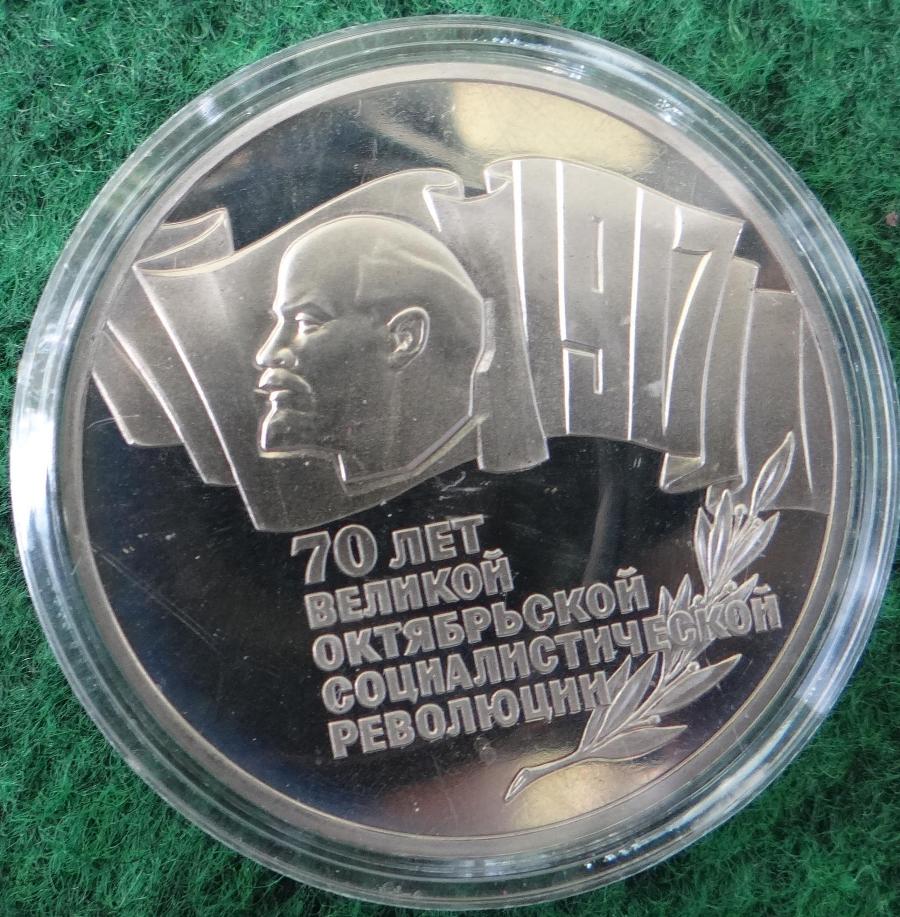 1917
70 ЛЕТ
ВЕЛИКОЙ
ОКТЯБРЬСКОЙ
СОЦИАЛИСТИЧЕСКОЙ
РЕВОЛЮЦИИ